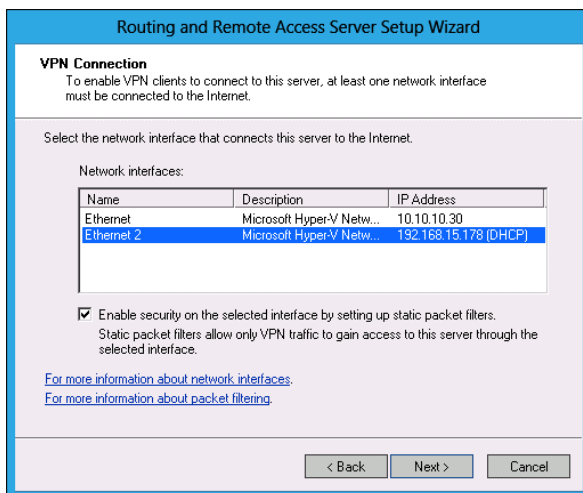 Routing and Remote Access Server Setup Wizard
VPN Connection
To enable VPN clients to connect to this server, at least one network interface
must be connected to the Internet.
Select the network interface that connects this server to the Internet.
Network interfaces:
Name Description IP Address
Ethernet Microsoft Hyper-V Netw... 10.10.10.30
Ethernet 2 Microsoft Hyper-V Netw... 192.168.15.178 (DHCP)
Enable security on the selected interface by setting up static packet filters.
Static packet filters allow only VPN traffic to gain access to this server through the
selected interface.
For more information about network interfaces.
For more information about packet filtering.
< Back Next > Cancel